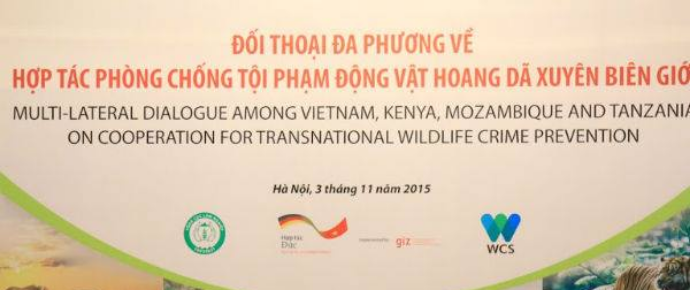 ĐỐI THOẠI ĐA PHƯƠNG VỀ
HỢP TÁC PHÒNG CHỐNG TỘI PHẠM ĐỘNG VẬT HOANG DÃ XUYÊN BIÊN GIỚ
MULTI-LATERAL DIALOGUE AMONG VIETNAM, KENYA, MOZAMBIQUE AND TANZANIA
ON COOPERATION FOR TRANSNATIONAL WILDLIFE CRIME PREVENTION
Hà Nội, 3 tháng 11 năm 2015
Đức
giz
WCS